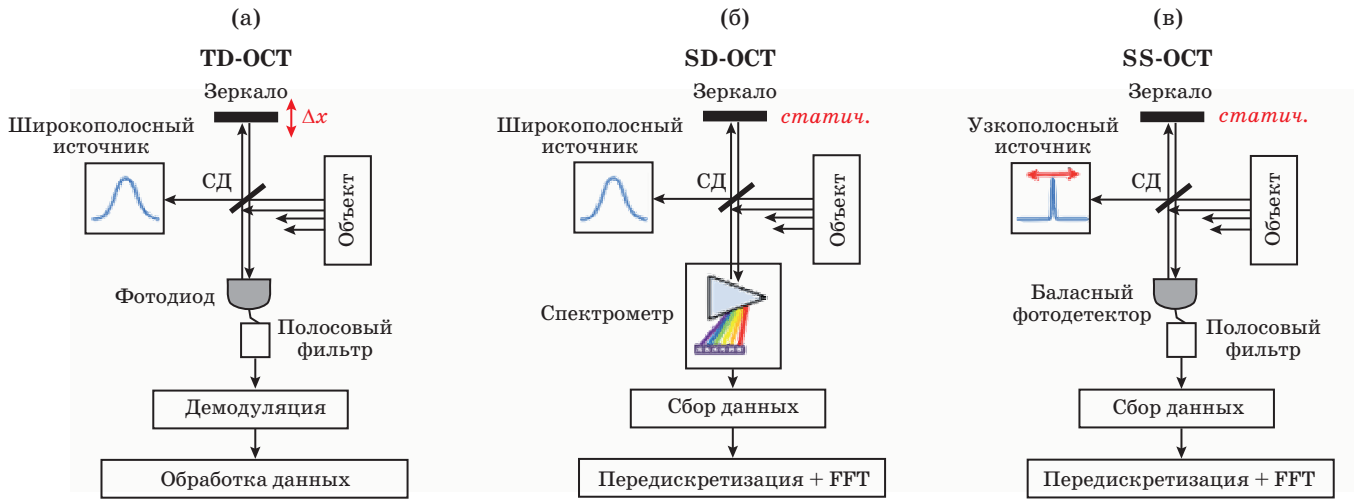 (а)
TD-OCT
Зеркало
Δx
Широкополосный
источник
СД
Объект
Фотодиод
Полосовый
фильтр
Демодуляция
Обработка данных
(б)
SD-OCT
Зеркало
статич.
Широкополосный
источник
СД
Объект
Спектрометр
Сбор данных
Передискретизация + FFT
(в)
SS-OCT
Зеркало
статич.
Узкополосный
источник
СД
Объект
Баласный
фотодетектор
Полосовый
фильтр
Сбор данных
Передискретизация + FFT